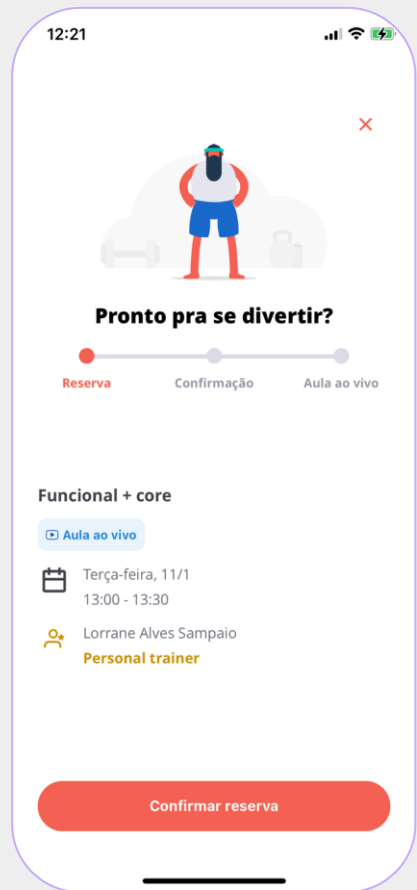 12:21
Pronto pra se divertir?
Reserva Confirmação Aula ao vivo
Funcional + core
Aula ao vivo
Terça-feira, 11/1
13:00 - 13:30
Lorrane Alves Sampaio
Personal trainer
Confirmar reserva